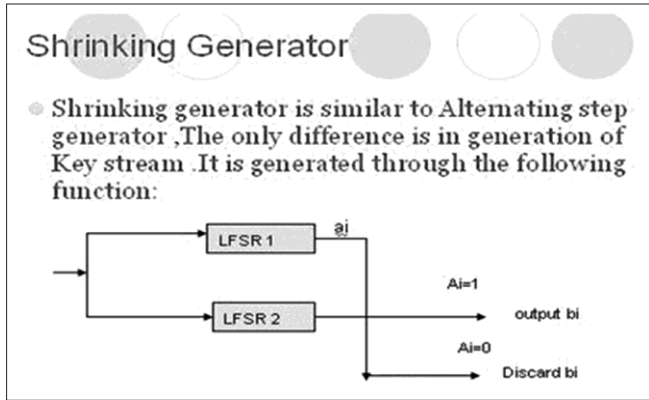 Shrinking Generator
Shrinking generator is similar to Alternating step
generator ,The only difference is in generation of
Key stream .It is generated through the following
function:
LFSR 1
ai
Ai=1
LFSR 2
output bi
Ai=0
Discard bi